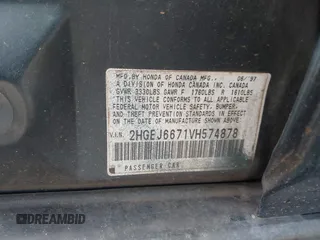 MFD. BY HONDA OF CANADA MFG. 06/97
A DIVISION OF HONDA CANADA INC. CANADA
GVWR 3330LBS GAWR F 1780LBS R 1610LBS
THIS VEHICLE CONFORMS TO ALL APPLICABLE
FEDERAL MOTOR VEHICLE SAFETY, BUMPER,
AND THEFT PREVENTION STANDARDS IN EFFECT
ON THE DATE OF MANUFACTURE SHOWN ABOVE.
V.I.N. 2HGEJ6671VH574878
TYPE PASSENGER CAR